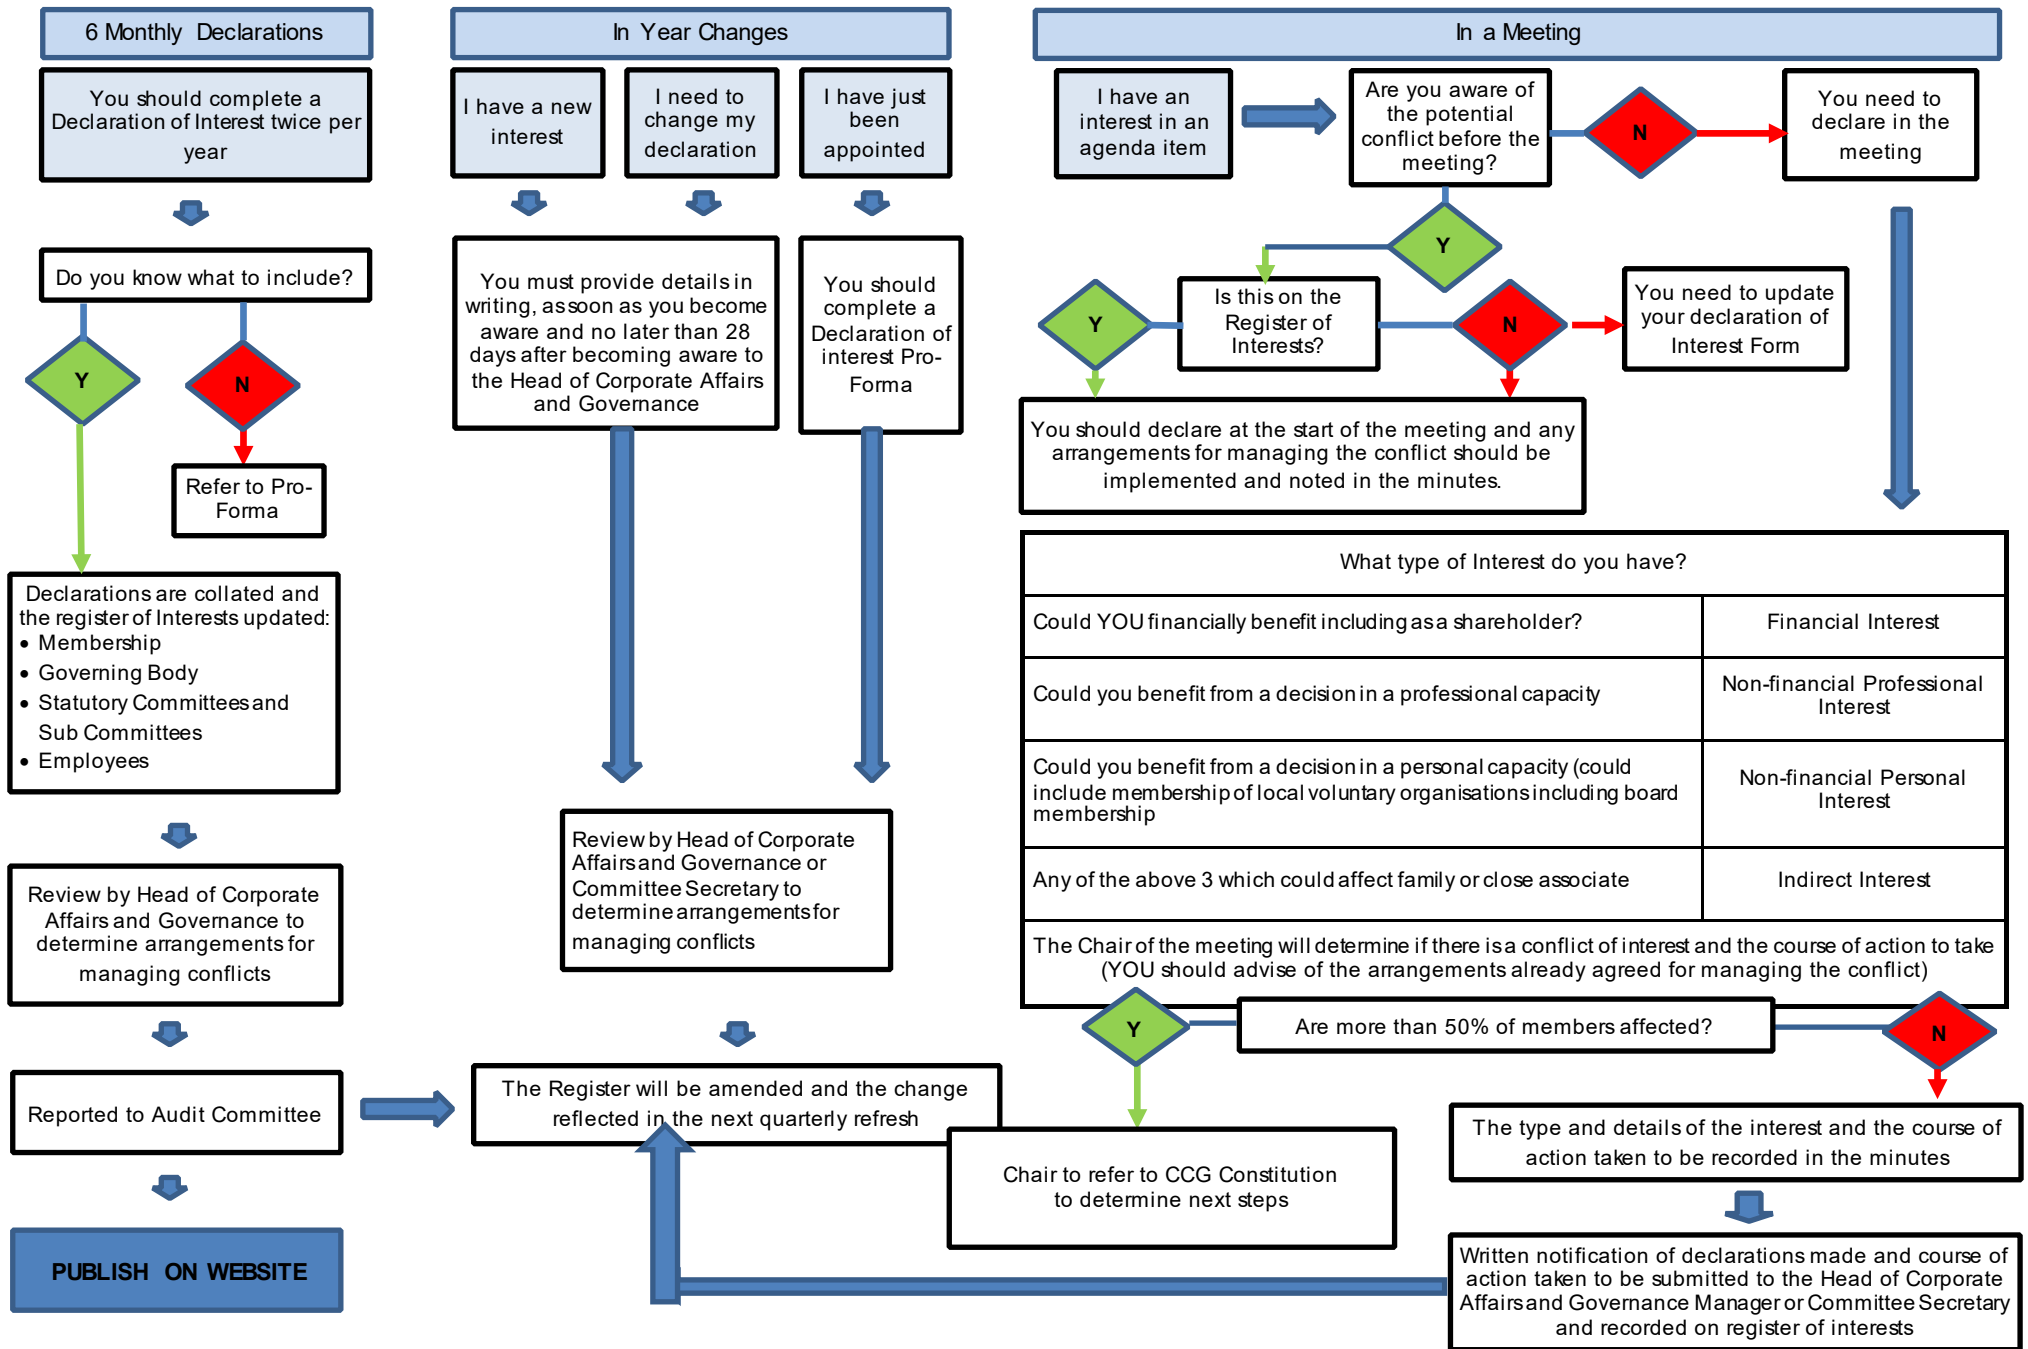 6 Monthly Declarations
You should complete a
Declaration of Interest twice per
year
Do you know what to include?
Y
N
Refer to Pro-
Forma
Declarations are collated and
the register of Interests updated:
• Membership
• Governing Body
• Statutory Committees and
Sub Committees
• Employees
Review by Head of Corporate
Affairs and Governance to
determine arrangements for
managing conflicts
Reported to Audit Committee
PUBLISH ON WEBSITE
In Year Changes
I have a new
interest
I need to
change my
declaration
I have just
been
appointed
You must provide details in
writing, as soon as you become
aware and no later than 28
days after becoming aware to
the Head of Corporate Affairs
and Governance
You should
complete a
Declaration of
interest Pro-
Forma
Review by Head of Corporate
Affairs and Governance or
Committee Secretary to
determine arrangements for
managing conflicts
The Register will be amended and the change
reflected in the next quarterly refresh
In a Meeting
I have an
interest in an
agenda item
Are you aware of
the potential
conflict before the
meeting?
N
You need to
declare in the
meeting
Y
Y
Is this on the
Register of
Interests?
N
You need to update
your declaration of
Interest Form
You should declare at the start of the meeting and any
arrangements for managing the conflict should be
implemented and noted in the minutes.
What type of Interest do you have?
Could YOU financially benefit including as a shareholder?
Financial Interest
Could you benefit from a decision in a professional capacity
Non-financial Professional
Interest
Could you benefit from a decision in a personal capacity (could
include membership of local voluntary organisations including board
membership
Non-financial Personal
Interest
Any of the above 3 which could affect family or close associate
Indirect Interest
The Chair of the meeting will determine if there is a conflict of interest and the course of action to take
(YOU should advise of the arrangements already agreed for managing the conflict)
Y
Are more than 50% of members affected?
N
Chair to refer to CCG Constitution
to determine next steps
The type and details of the interest and the course of
action taken to be recorded in the minutes
Written notification of declarations made and course of
action taken to be submitted to the Head of Corporate
Affairs and Governance Manager or Committee Secretary
and recorded on register of interests